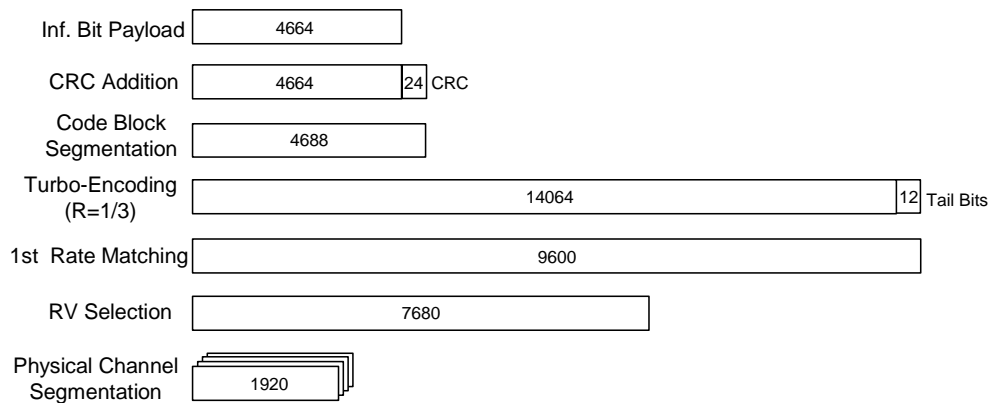 Inf. Bit Payload
4664
CRC Addition
4664
24
CRC
Code Block
Segmentation
4688
Turbo-Encoding
(R=1/3)
14064
12
Tail Bits
1st Rate Matching
9600
RV Selection
7680
Physical Channel
Segmentation
1920